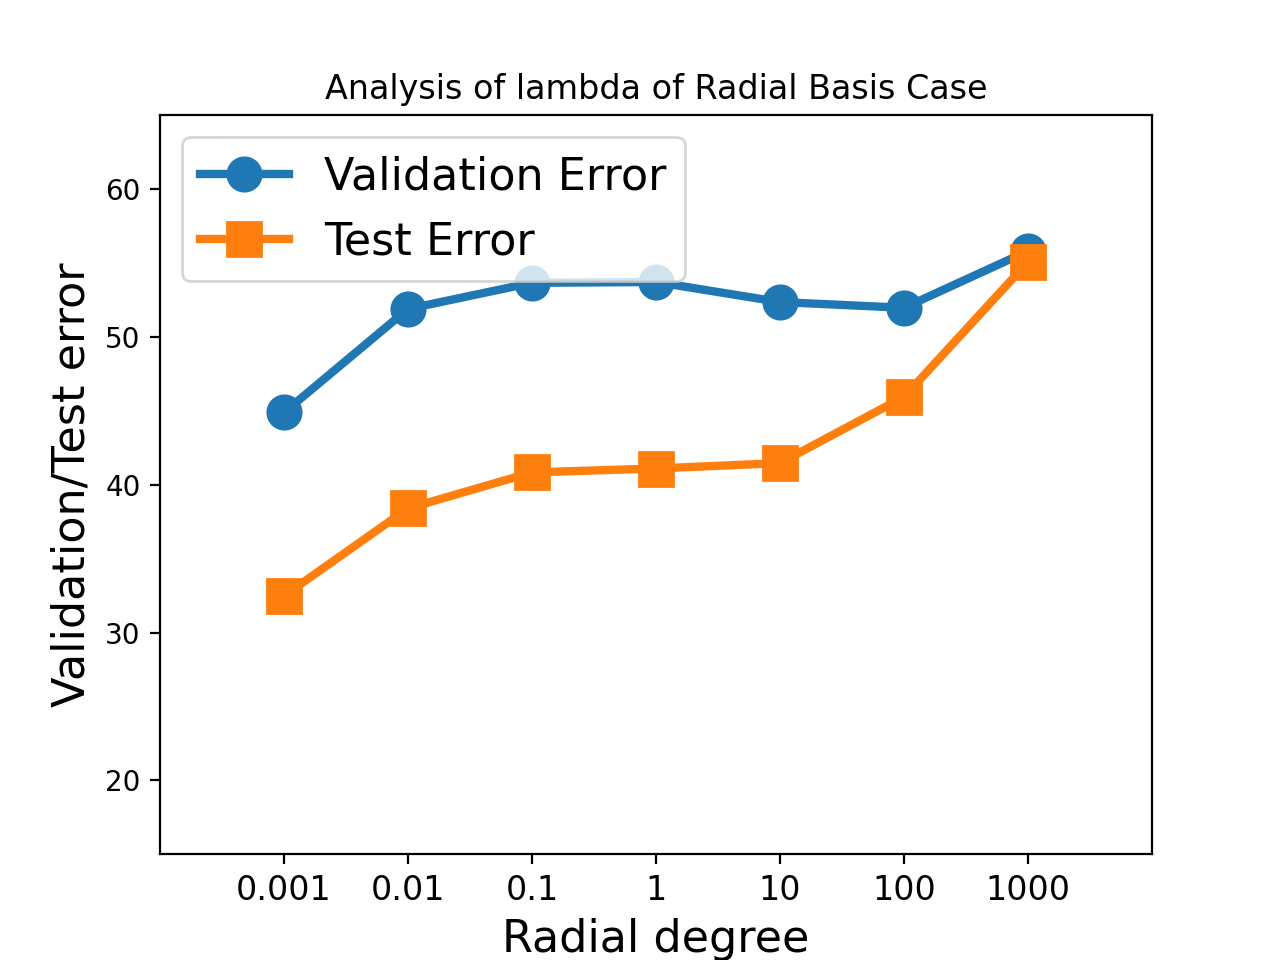 Analysis of lambda of Radial Basis Case
Validation Error
Test Error
Validation/Test error
60
50
40
30
20
0.001 0.01 0.1 1 10 100 1000
Radial degree